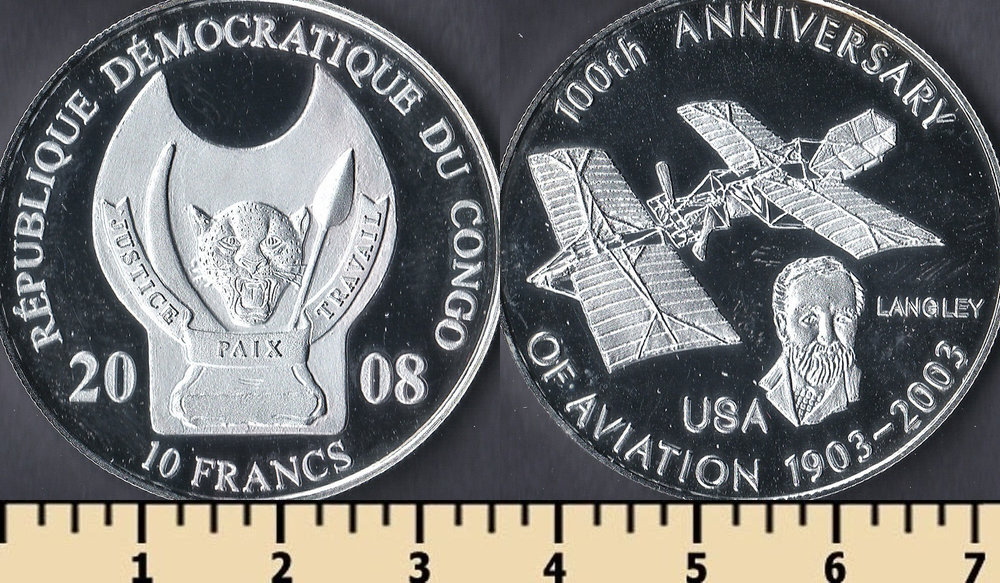 RÉPUBLIQUE DÉMOCRATIQUE DU CONGO
JUSTICE
TRAVAIL
PAIX
20 08
10 FRANCS
100th ANNIVERSARY
LANGLEY
USA
OF AVIATION 1903-2003
1 2 3 4 5 6 7